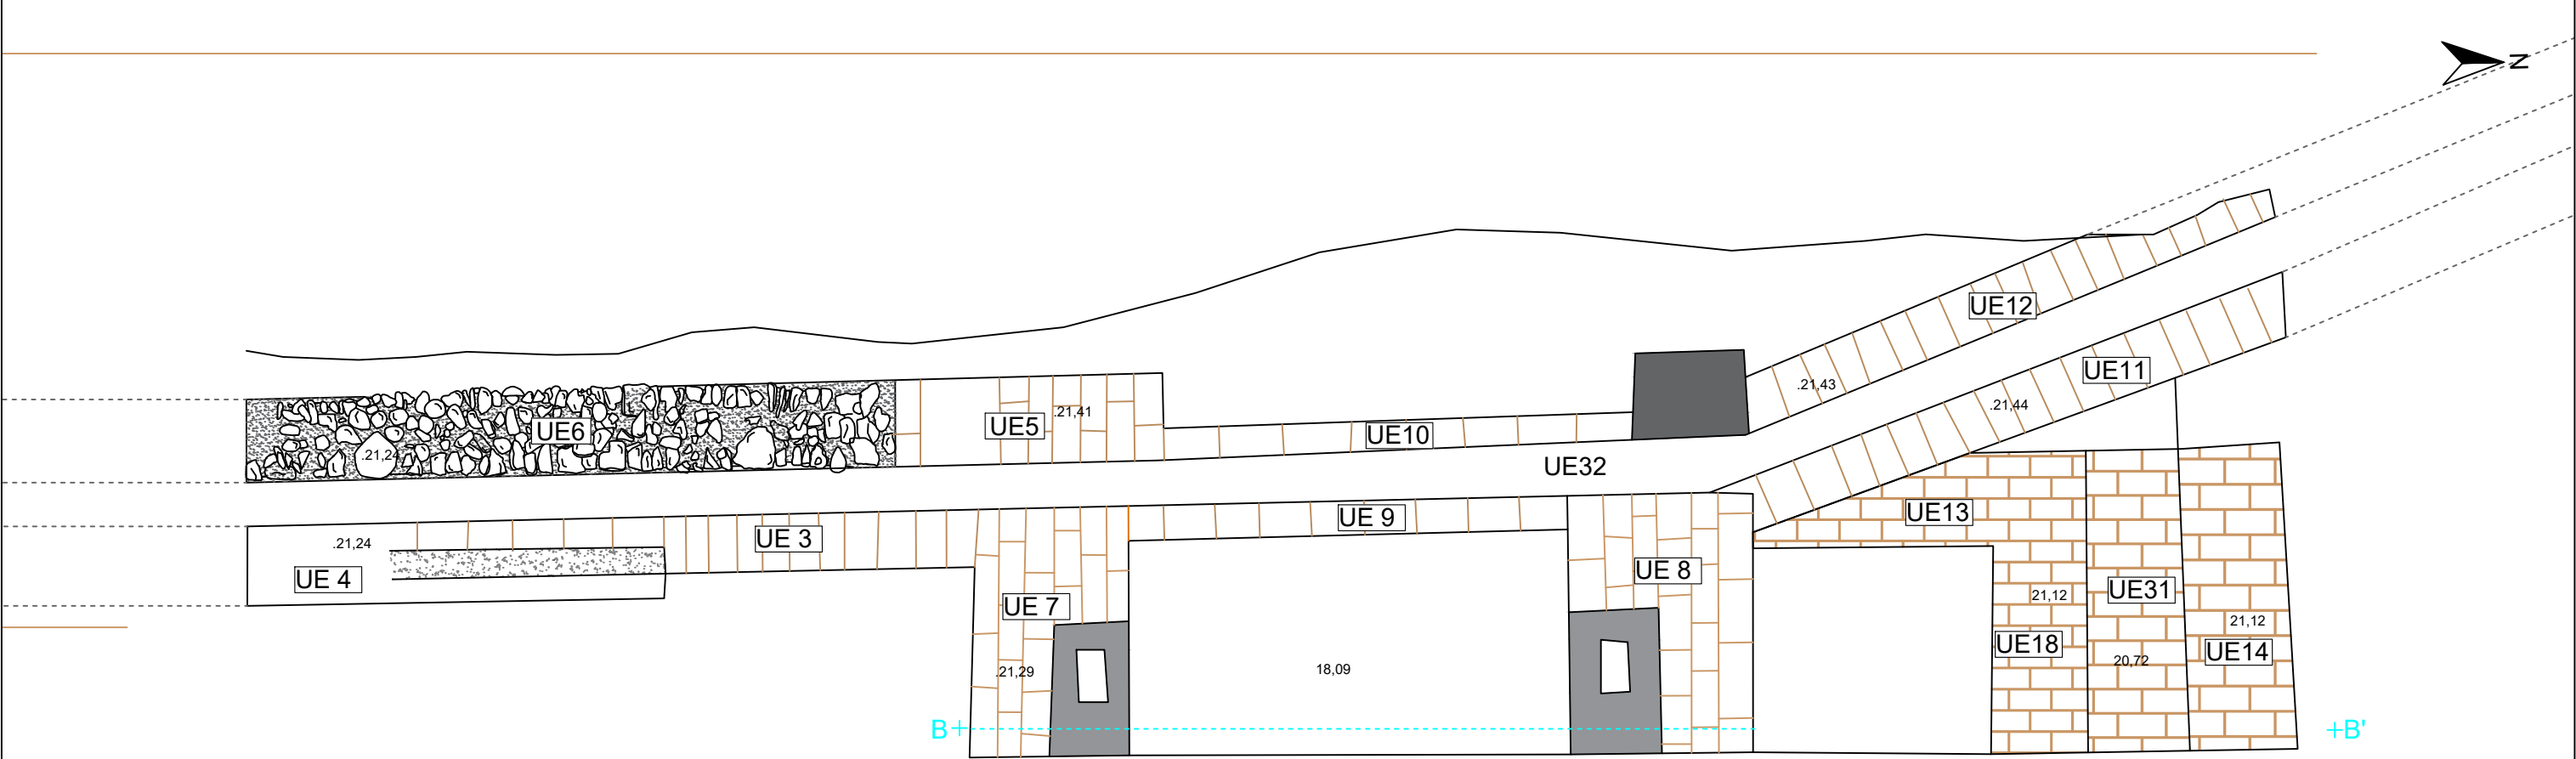 N
UE12
UE11
.21,43
.21,44
UE5
.21,41
UE6
.21,24
UE10
UE32
UE13
UE 9
UE 3
.21,24
UE 4
UE 8
UE 7
UE31
21,12
21,12
UE18
UE14
20,72
.21,29
18,09
B
B'